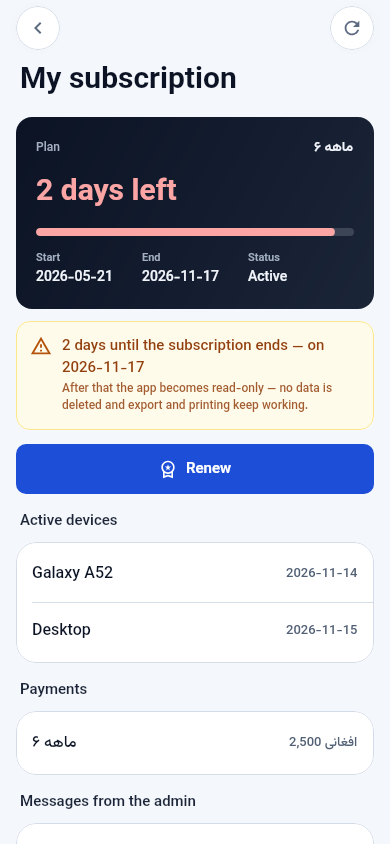 My subscription
Plan
۶ ماهه
2 days left
Start
End
Status
2026-05-21
2026-11-17
Active
2 days until the subscription ends — on
2026-11-17
After that the app becomes read-only — no data is
deleted and export and printing keep working.
Renew
Active devices
Galaxy A52
2026-11-14
Desktop
2026-11-15
Payments
۶ ماهه
2,500 افغانی
Messages from the admin